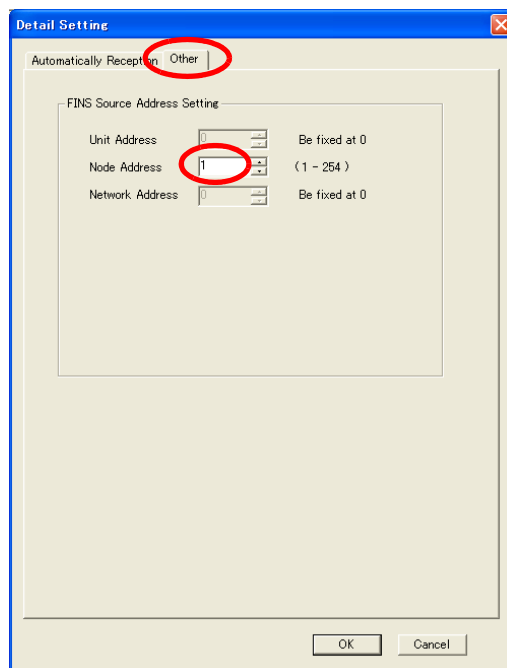 Detail Setting
Automatically Reception Other
FINS Source Address Setting
Unit Address 0 Be fixed at 0
Node Address 1 (1 - 254)
Network Address 0 Be fixed at 0
OK Cancel